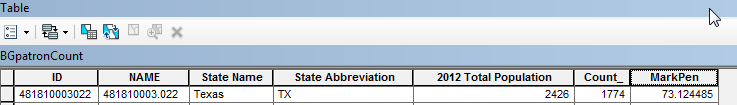 Table
BGpatronCount
ID NAME State Name State Abbreviation 2012 Total Population Count_ MarkPen
481810003022 481810003.022 Texas TX 2426 1774 73.124485